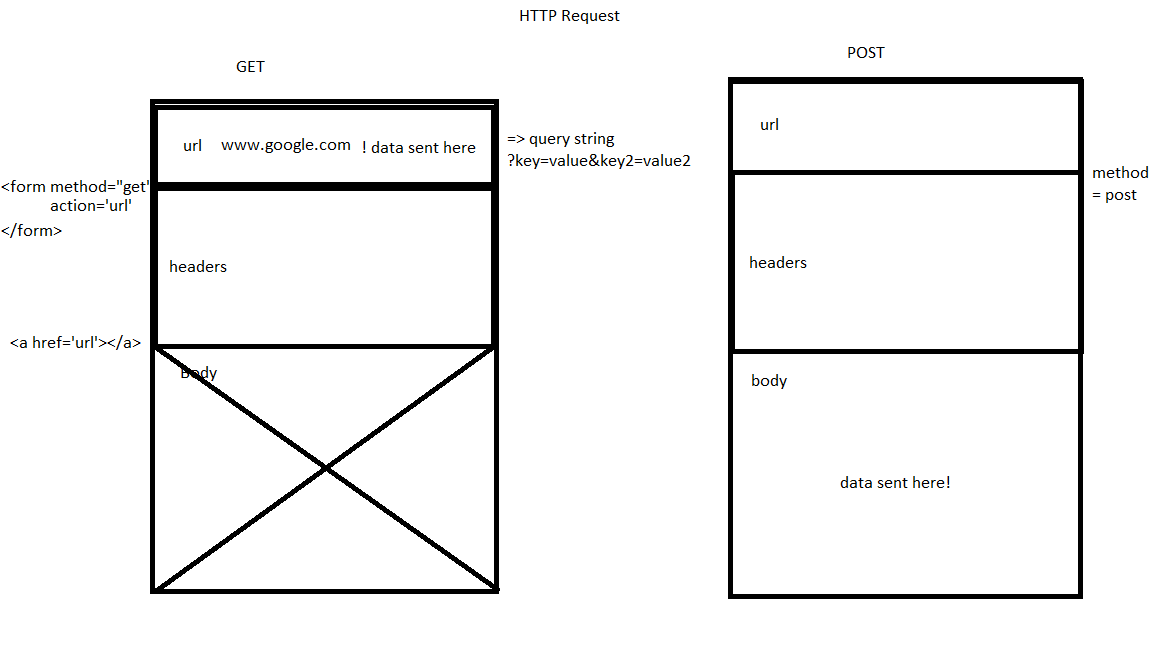 HTTP Request
GET
url www.google.com ! data sent here
=> query string
?key=value&key2=value2
<form method="get'
action='url'
</form>
headers
<a href='url'></a>
Body
POST
url
method
= post
headers
body
data sent here!